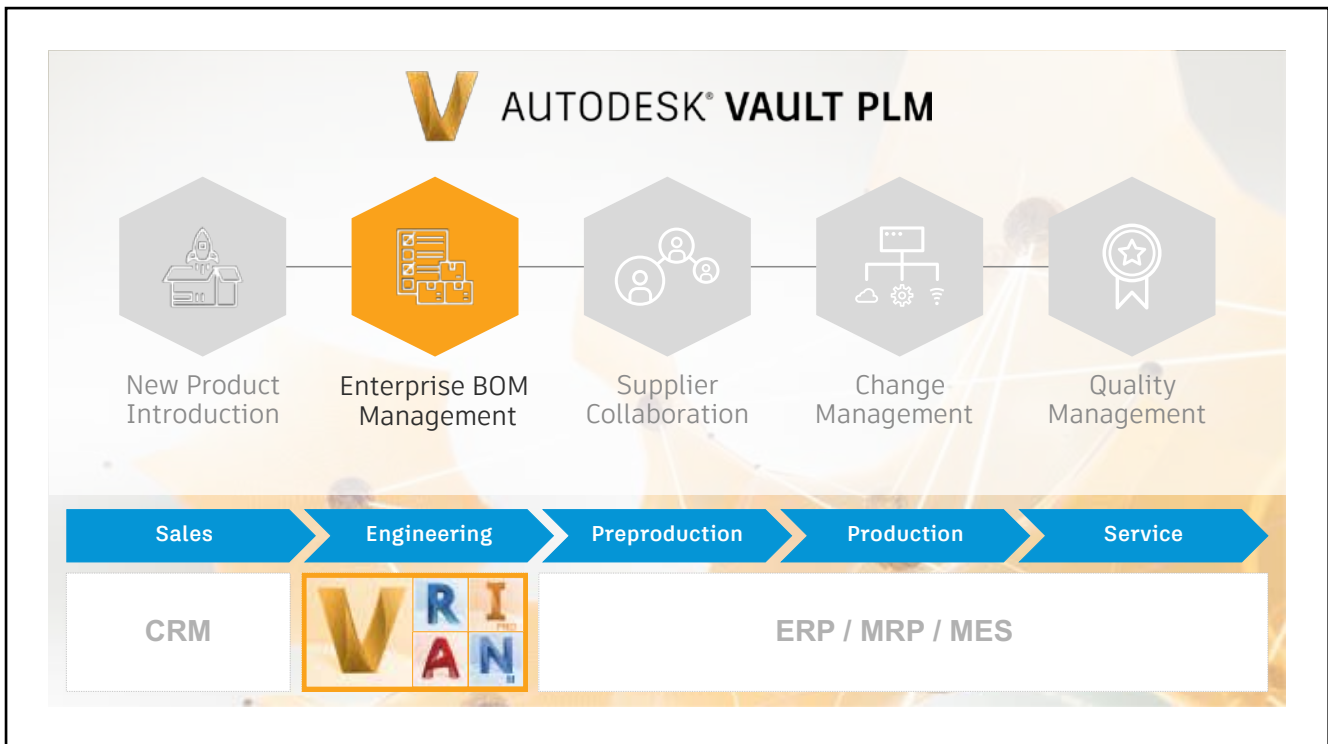 AUTODESK® VAULT PLM
New Product
Introduction
Enterprise BOM
Management
Supplier
Collaboration
Change
Management
Quality
Management
Sales
Engineering
Preproduction
Production
Service
CRM
V
R
I
PRO
A
N
ERP / MRP / MES